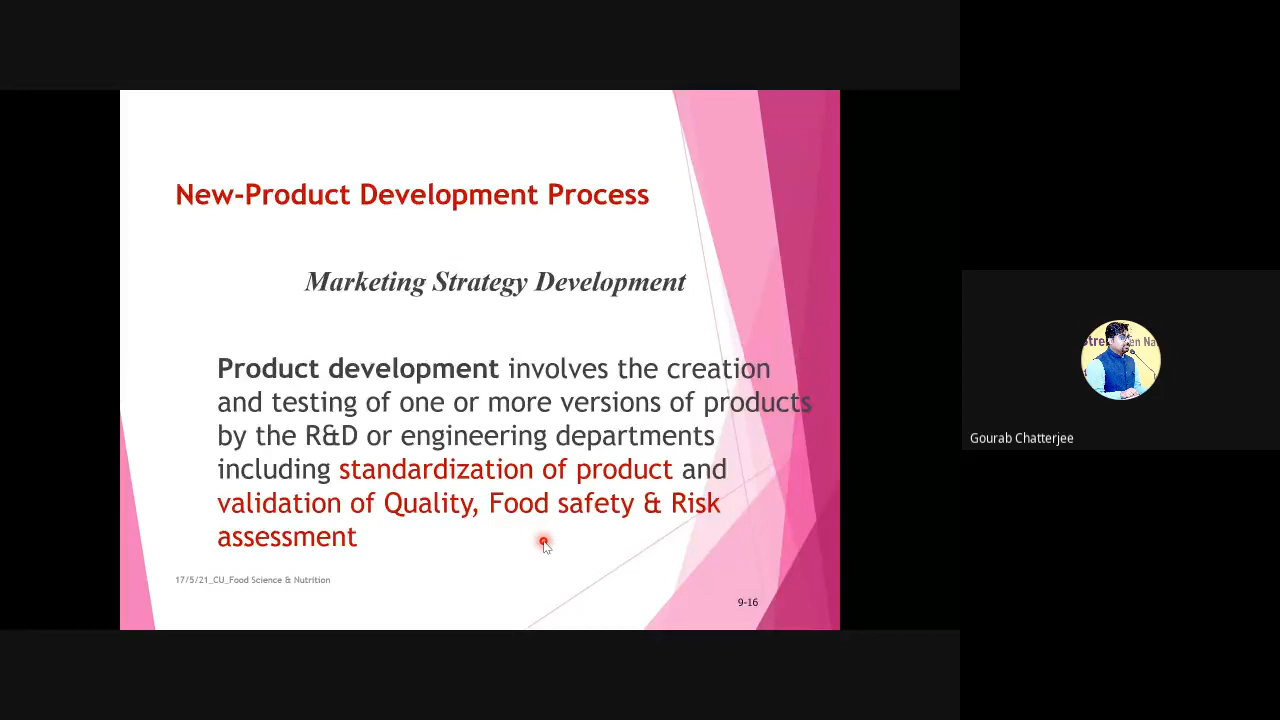 New-Product Development Process
Marketing Strategy Development
Product development involves the creation
and testing of one or more versions of products
by the R&D or engineering departments
including standardization of product and
validation of Quality, Food safety & Risk
assessment
17/5/21_CU_Food Science & Nutrition
9-16
Gourab Chatterjee